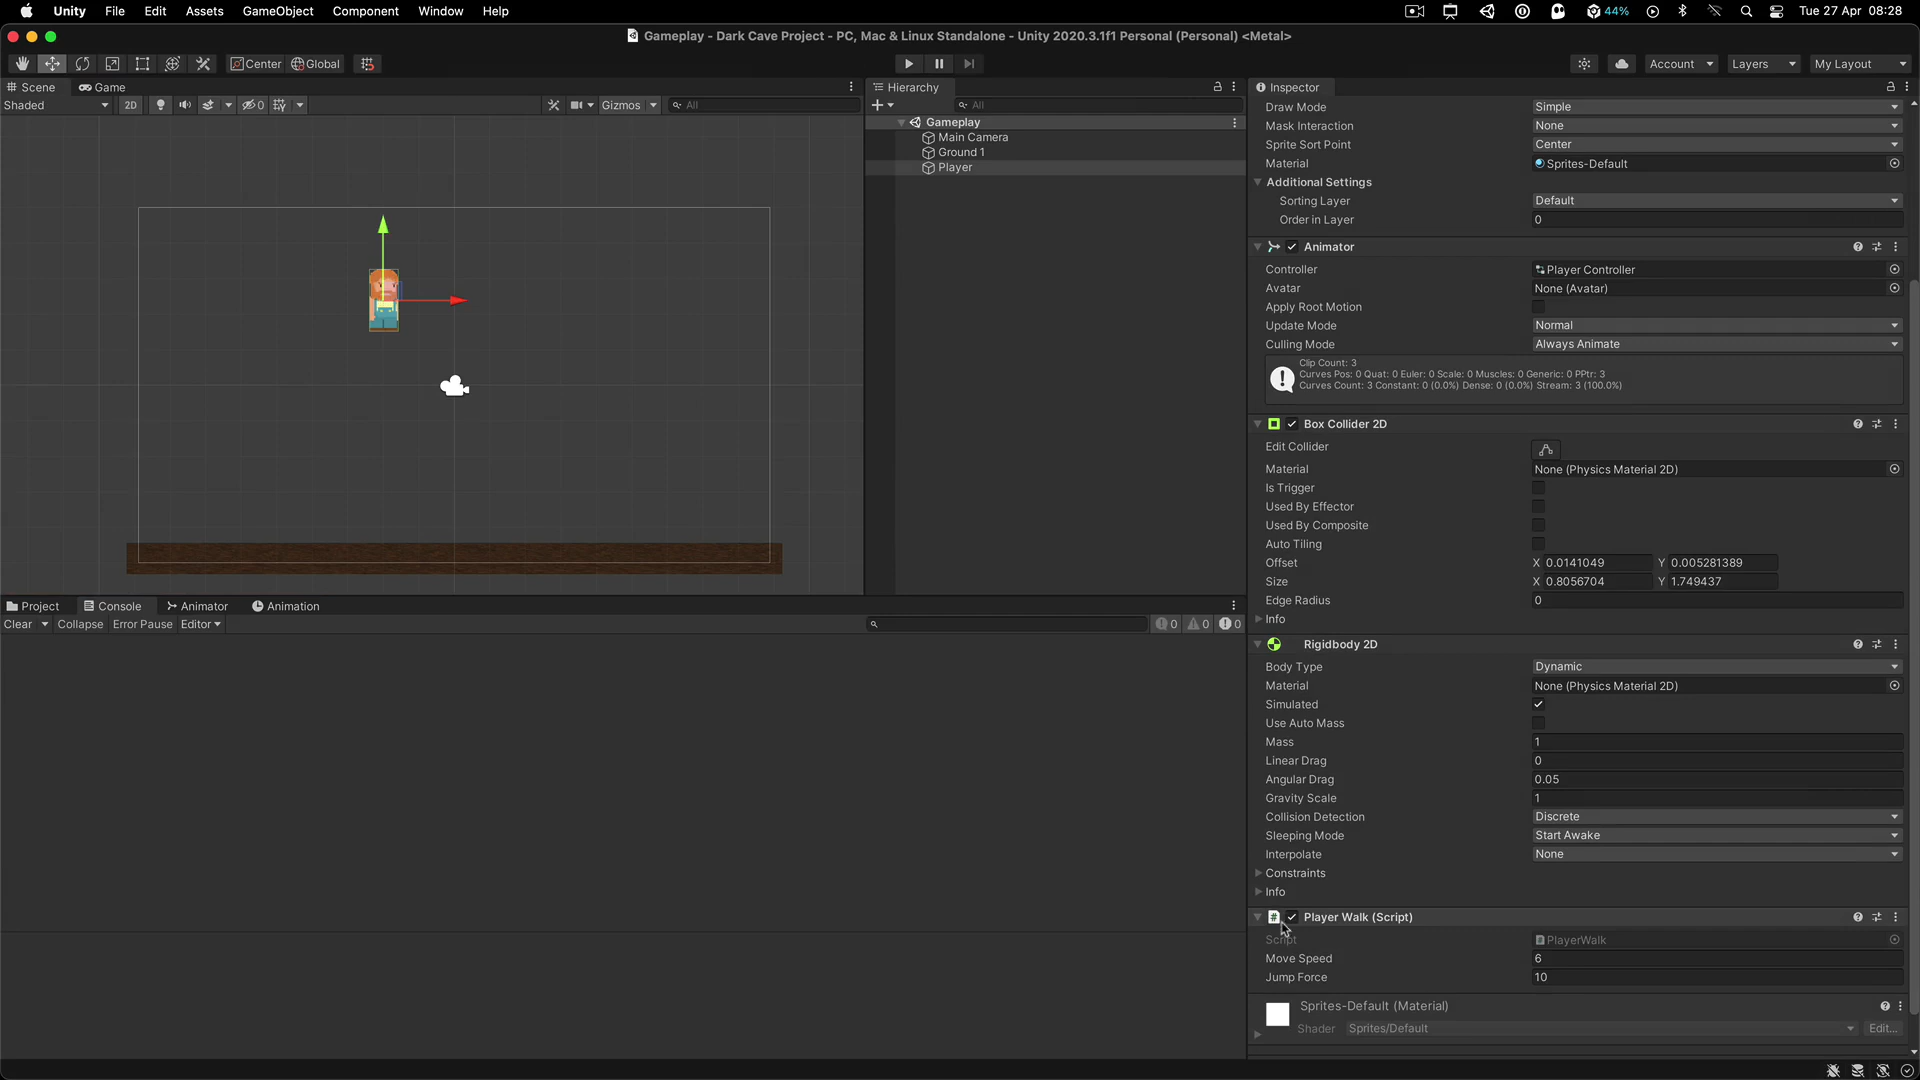 Unity File Edit Assets GameObject Component Window Help
44% Tue 27 Apr 08:28
Gameplay - Dark Cave Project - PC, Mac & Linux Standalone - Unity 2020.3.1f1 Personal (Personal) <Metal>
Center Global
Account Layers My Layout
Scene Game
Shaded 2D 0 Gizmos All
Hierarchy
All
Gameplay
Main Camera
Ground 1
Player
Project Console Animator Animation
Clear Collapse Error Pause Editor
0 0 0
Inspector
Draw Mode Simple
Mask Interaction None
Sprite Sort Point Center
Material Sprites-Default
Additional Settings
Sorting Layer Default
Order in Layer 0
Animator
Controller Player Controller
Avatar None (Avatar)
Apply Root Motion
Update Mode Normal
Culling Mode Always Animate
Clip Count: 3
Curves Pos: 0 Quat: 0 Euler: 0 Scale: 0 Muscles: 0 Generic: 0 PPtr: 3
Curves Count: 3 Constant: 0 (0.0%) Dense: 0 (0.0%) Stream: 3 (100.0%)
Box Collider 2D
Edit Collider
Material None (Physics Material 2D)
Is Trigger
Used By Effector
Used By Composite
Auto Tiling
Offset X 0.0141049 Y 0.005281389
Size X 0.8056704 Y 1.749437
Edge Radius 0
Info
Rigidbody 2D
Body Type Dynamic
Material None (Physics Material 2D)
Simulated
Use Auto Mass
Mass 1
Linear Drag 0
Angular Drag 0.05
Gravity Scale 1
Collision Detection Discrete
Sleeping Mode Start Awake
Interpolate None
Constraints
Info
# Player Walk (Script)
Script PlayerWalk
Move Speed 6
Jump Force 10
Sprites-Default (Material)
Shader Sprites/Default Edit...